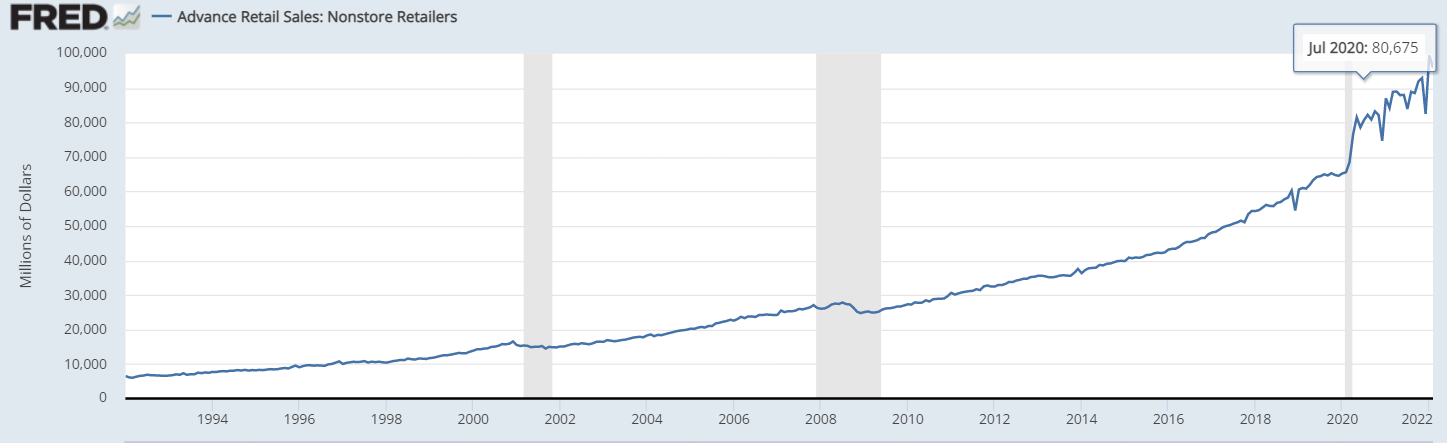 FRED
Advance Retail Sales: Nonstore Retailers
Jul 2020: 80,675
100,000
90,000
80,000
70,000
60,000
50,000
40,000
30,000
20,000
10,000
0
Millions of Dollars
1994 1996 1998 2000 2002 2004 2006 2008 2010 2012 2014 2016 2018 2020 2022